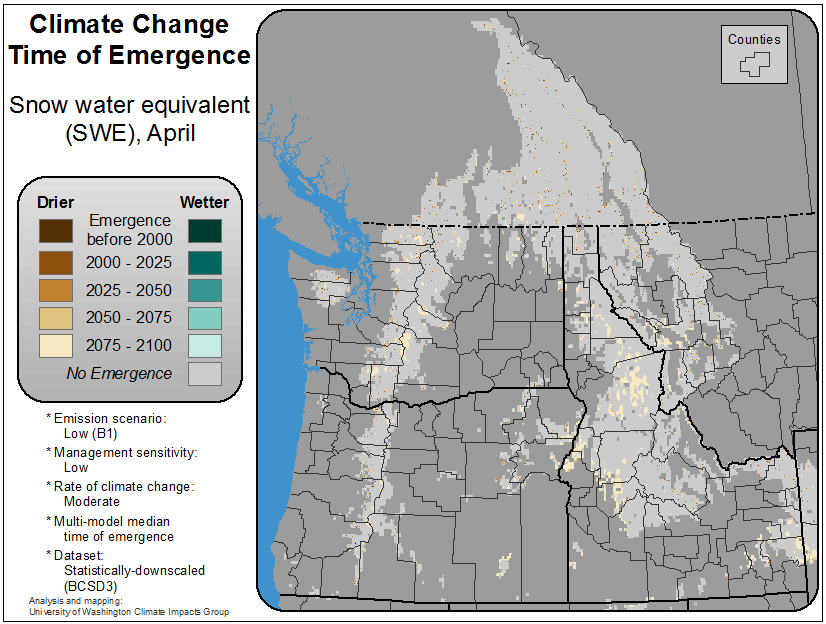 Climate Change
Time of Emergence
Snow water equivalent
(SWE), April
Drier
Wetter
Emergence
before 2000
2000 - 2025
2025 - 2050
2050 - 2075
2075 - 2100
No Emergence
* Emission scenario:
Low (B1)
* Management sensitivity:
Low
* Rate of climate change:
Moderate
* Multi-model median
time of emergence
* Dataset:
Statistically-downscaled
(BCSD3)
Analysis and mapping:
University of Washington Climate Impacts Group
Counties